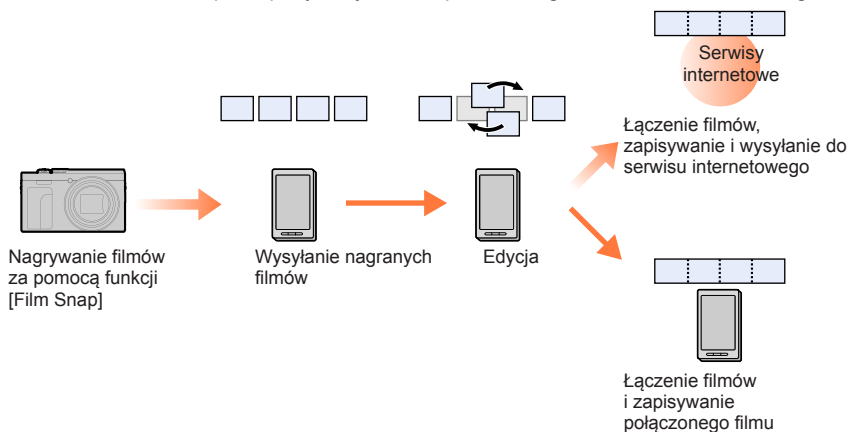 Serwisy
internetowe
Łączenie filmów,
zapisywanie i wysyłanie do
serwisu internetowego
Nagrywanie filmów
za pomocą funkcji
[Film Snap]
Wysyłanie nagranych
filmów
Edycja
Łączenie filmów
i zapisywanie
połączonego filmu